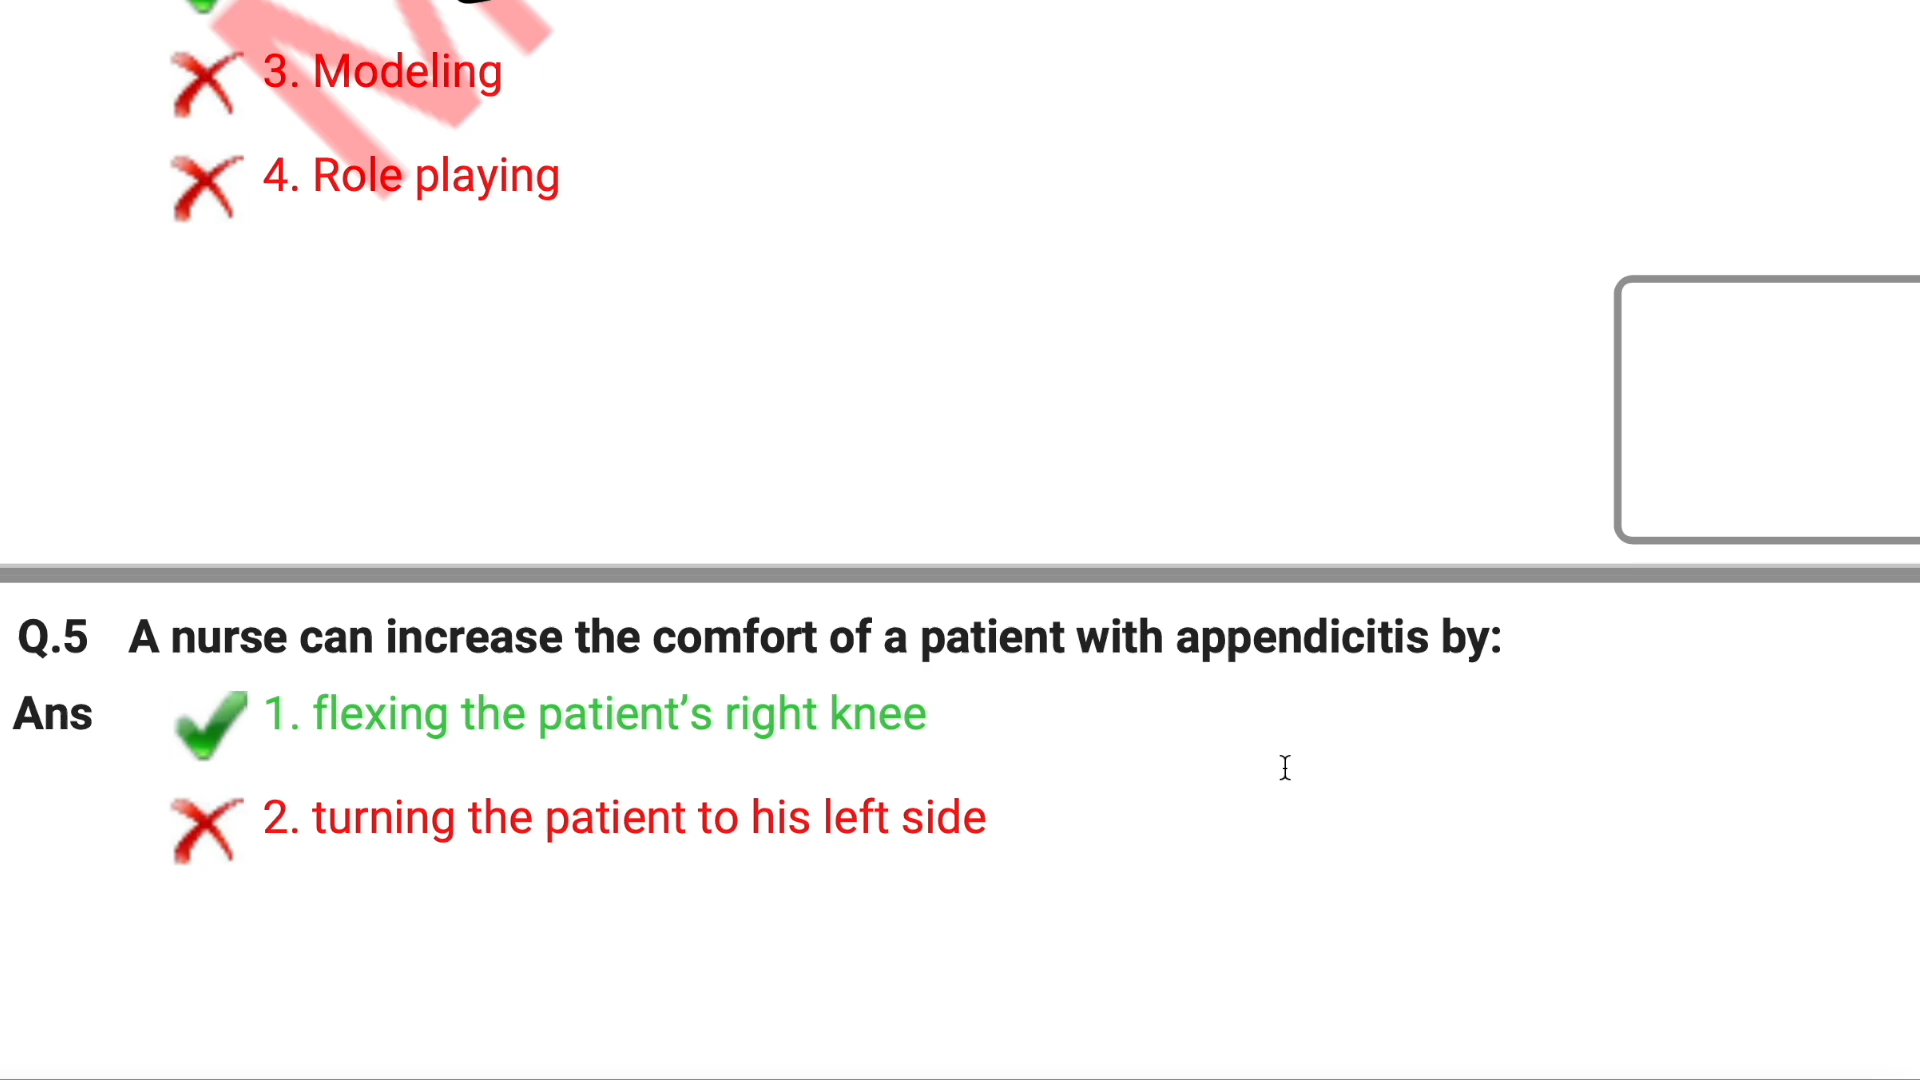 3. Modeling
4. Role playing
Q.5 A nurse can increase the comfort of a patient with appendicitis by:
Ans 1. flexing the patient’s right knee
2. turning the patient to his left side